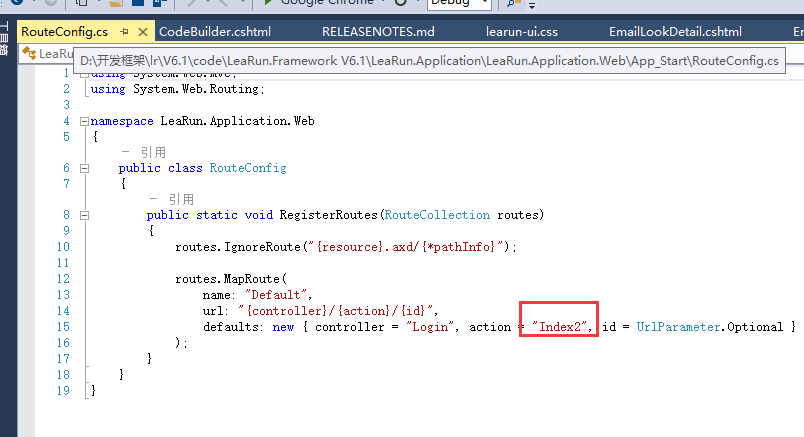 Google Chrome
Debug
RouteConfig.cs
CodeBuilder.cshtml
RELEASENOTES.md
learun-ui.css
EmailLookDetail.cshtml
LeaRun
D:\开发框架\lr\V6.1\code\LeaRun.Framework V6.1\LeaRun.Application\LeaRun.Application.Web\App_Start\RouteConfig.cs
1 using System.Web.Mvc;
2 using System.Web.Routing;
3
4 namespace LeaRun.Application.Web
5 {
一 引用
6 public class RouteConfig
7 {
一 引用
8 public static void RegisterRoutes(RouteCollection routes)
9 {
10 routes.IgnoreRoute("{resource}.axd/{*pathInfo}");
11
12 routes.MapRoute(
13 name: "Default",
14 url: "{controller}/{action}/{id}",
15 defaults: new { controller = "Login", action = "Index2", id = UrlParameter.Optional }
16 );
17 }
18 }
19 }